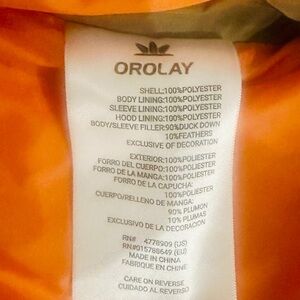 OROLAY
SHELL:100%POLYESTER
BODY LINING:100%POLYESTER
SLEEVE LINING:100%POLYESTER
HOOD LINING:100%POLYESTER
BODY/SLEEVE FILLER:90%DUCK DOWN
10%FEATHERS
EXCLUSIVE OF DECORATION
EXTERIOR:100%POLIESTER
FORRO DEL CUERPO:100%POLIESTER
FORRO DE LA MANGA:100%POLIESTER
FORRO DE LA CAPUCHA:
100%POLIESTER
CUERPO/RELLENO DE MANGA:
90% PLUMON
10% PLUMAS
EXCLUSIVO DE LA DECORACION
RN# 4778909 (US)
RN#015788649 (EU)
MADE IN CHINA
FABRIQUE EN CHINE
CARE ON REVERSE
CUIDADO AL REVERSO